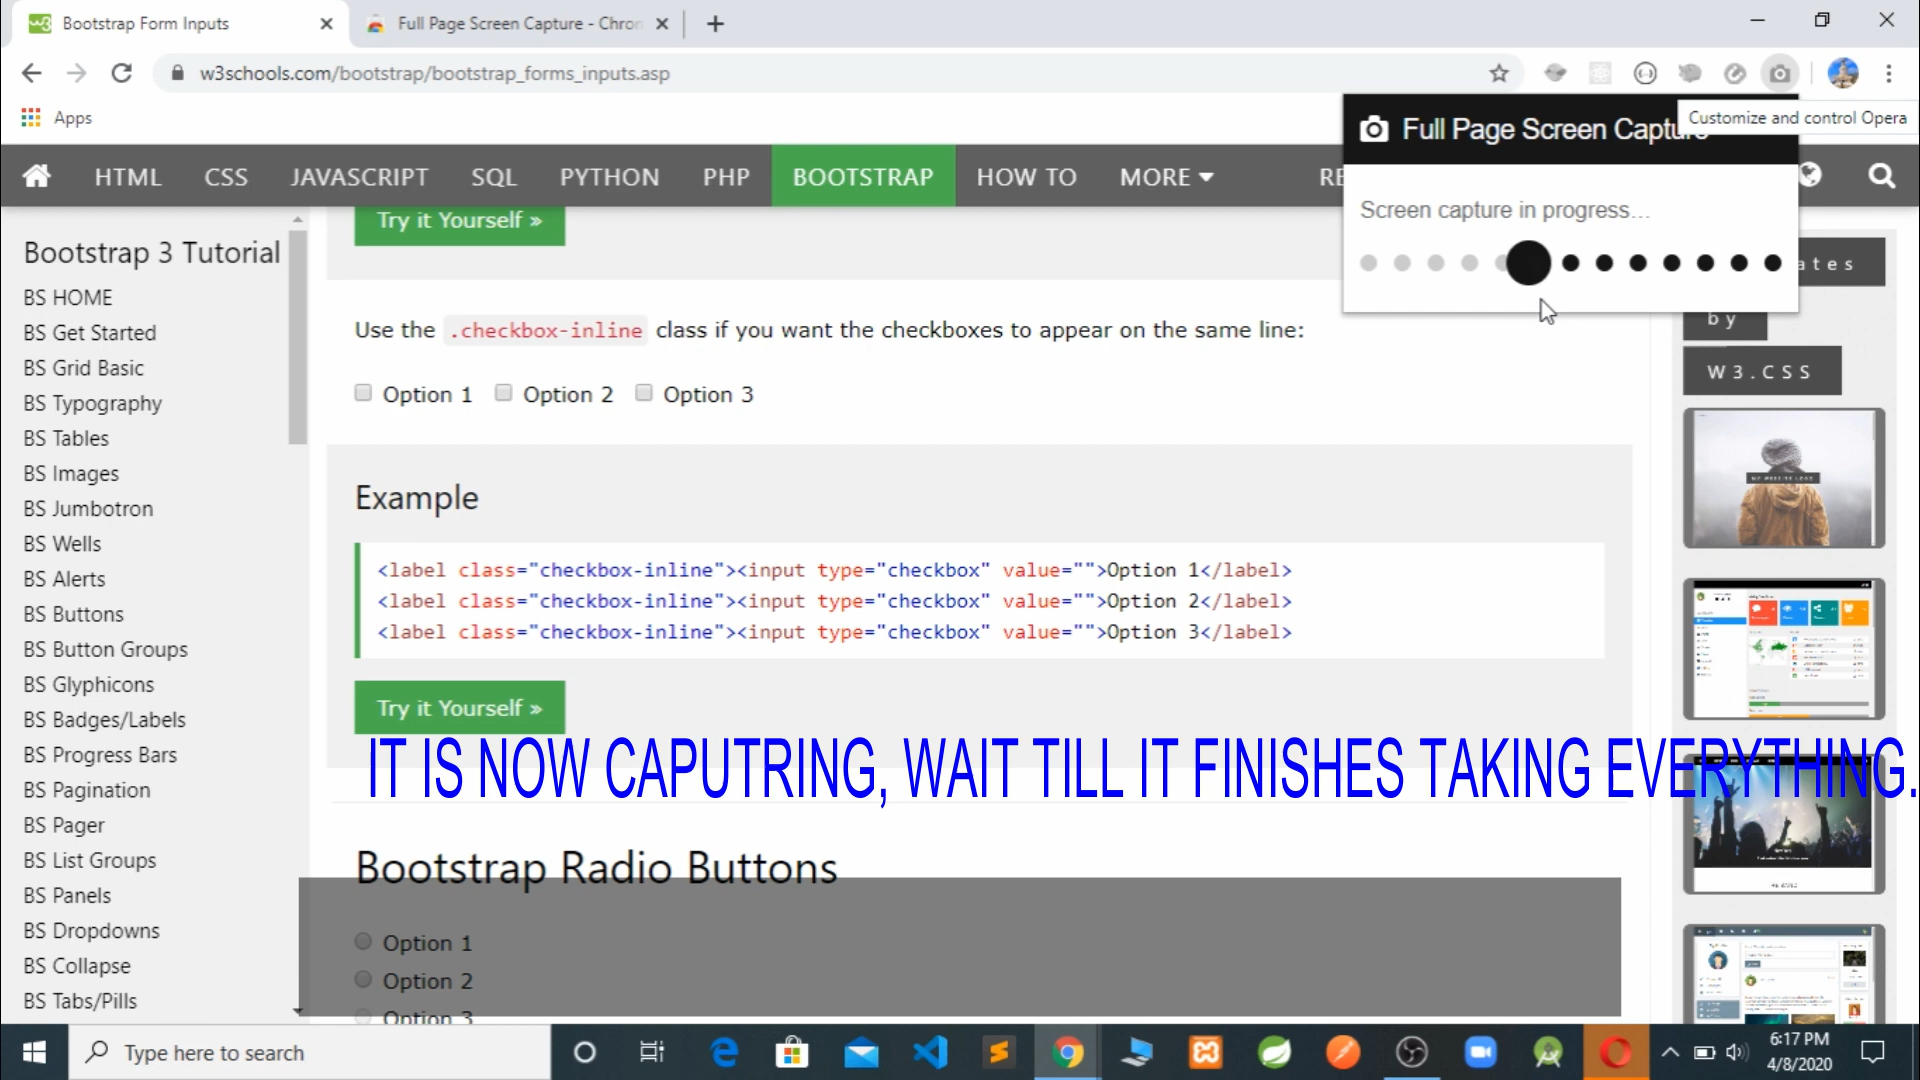 Bootstrap Form Inputs
Full Page Screen Capture - Chron
w3schools.com/bootstrap/bootstrap_forms_inputs.asp
Apps
Customize and control Opera
Full Page Screen Capture
Screen capture in progress...
HTML CSS JAVASCRIPT SQL PYTHON PHP BOOTSTRAP HOW TO MORE RE
Bootstrap 3 Tutorial
BS HOME
BS Get Started
BS Grid Basic
BS Typography
BS Tables
BS Images
BS Jumbotron
BS Wells
BS Alerts
BS Buttons
BS Button Groups
BS Glyphicons
BS Badges/Labels
BS Progress Bars
BS Pagination
BS Pager
BS List Groups
BS Panels
BS Dropdowns
BS Collapse
BS Tabs/Pills
Try it Yourself »
Use the .checkbox-inline class if you want the checkboxes to appear on the same line:
Option 1 Option 2 Option 3
Example
<label class="checkbox-inline"><input type="checkbox" value="">Option 1</label>
<label class="checkbox-inline"><input type="checkbox" value="">Option 2</label>
<label class="checkbox-inline"><input type="checkbox" value="">Option 3</label>
Try it Yourself »
IT IS NOW CAPUTRING, WAIT TILL IT FINISHES TAKING EVERYTHING.
Bootstrap Radio Buttons
Option 1
Option 2
Option 3
ates
by
W3.CSS
Type here to search
6:17 PM
4/8/2020